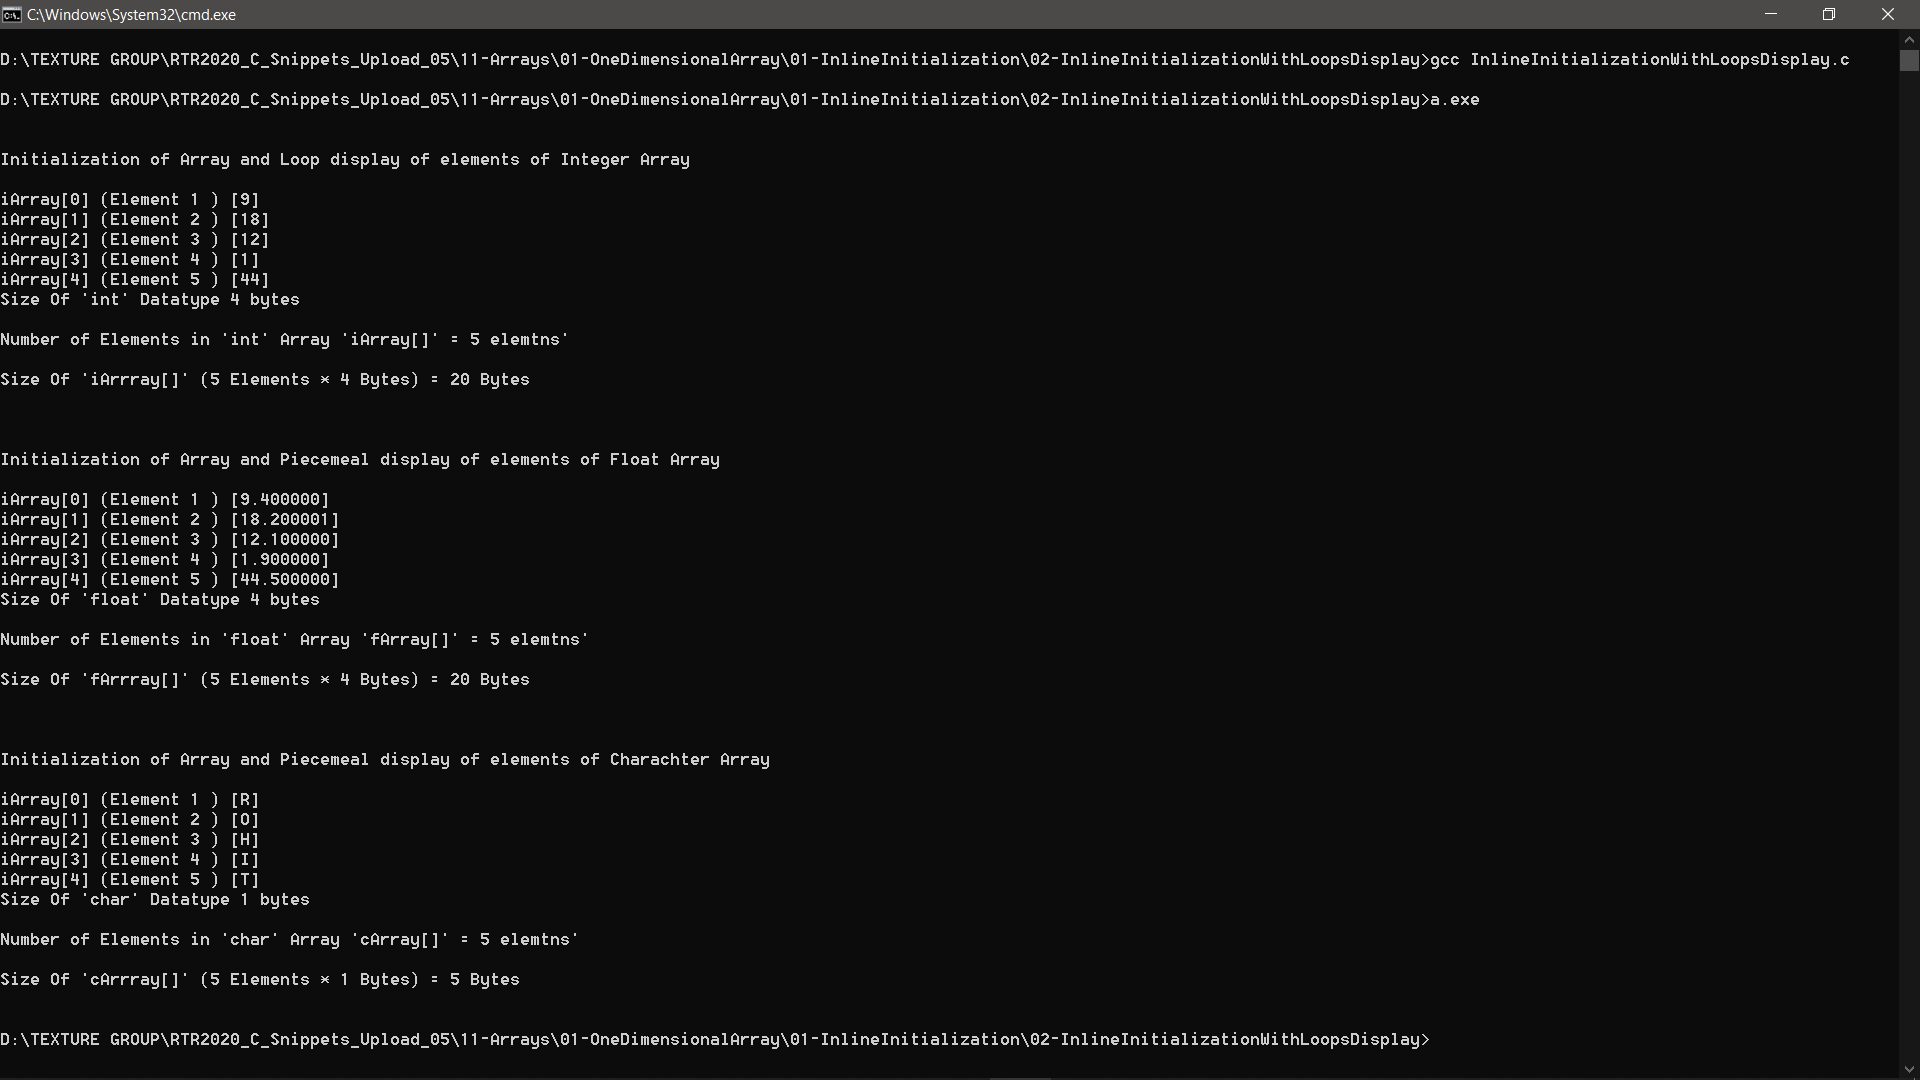 C:\Windows\System32\cmd.exe
D:\TEXTURE GROUP\RTR2020_C_Snippets_Upload_05\11-Arrays\01-OneDimensionalArray\01-InlineInitialization\02-InlineInitializationWithLoopsDisplay>gcc InlineInitializationWithLoopsDisplay.c
D:\TEXTURE GROUP\RTR2020_C_Snippets_Upload_05\11-Arrays\01-OneDimensionalArray\01-InlineInitialization\02-InlineInitializationWithLoopsDisplay>a.exe
Initialization of Array and Loop display of elements of Integer Array
iArray[0] (Element 1 ) [9]
iArray[1] (Element 2 ) [18]
iArray[2] (Element 3 ) [12]
iArray[3] (Element 4 ) [1]
iArray[4] (Element 5 ) [44]
Size Of 'int' Datatype 4 bytes
Number of Elements in 'int' Array 'iArray[]' = 5 elemtns'
Size Of 'iArrray[]' (5 Elements * 4 Bytes) = 20 Bytes
Initialization of Array and Piecemeal display of elements of Float Array
iArray[0] (Element 1 ) [9.400000]
iArray[1] (Element 2 ) [18.200001]
iArray[2] (Element 3 ) [12.100000]
iArray[3] (Element 4 ) [1.900000]
iArray[4] (Element 5 ) [44.500000]
Size Of 'float' Datatype 4 bytes
Number of Elements in 'float' Array 'fArray[]' = 5 elemtns'
Size Of 'fArrray[]' (5 Elements * 4 Bytes) = 20 Bytes
Initialization of Array and Piecemeal display of elements of Charachter Array
iArray[0] (Element 1 ) [R]
iArray[1] (Element 2 ) [O]
iArray[2] (Element 3 ) [H]
iArray[3] (Element 4 ) [I]
iArray[4] (Element 5 ) [T]
Size Of 'char' Datatype 1 bytes
Number of Elements in 'char' Array 'cArray[]' = 5 elemtns'
Size Of 'cArrray[]' (5 Elements * 1 Bytes) = 5 Bytes
D:\TEXTURE GROUP\RTR2020_C_Snippets_Upload_05\11-Arrays\01-OneDimensionalArray\01-InlineInitialization\02-InlineInitializationWithLoopsDisplay>